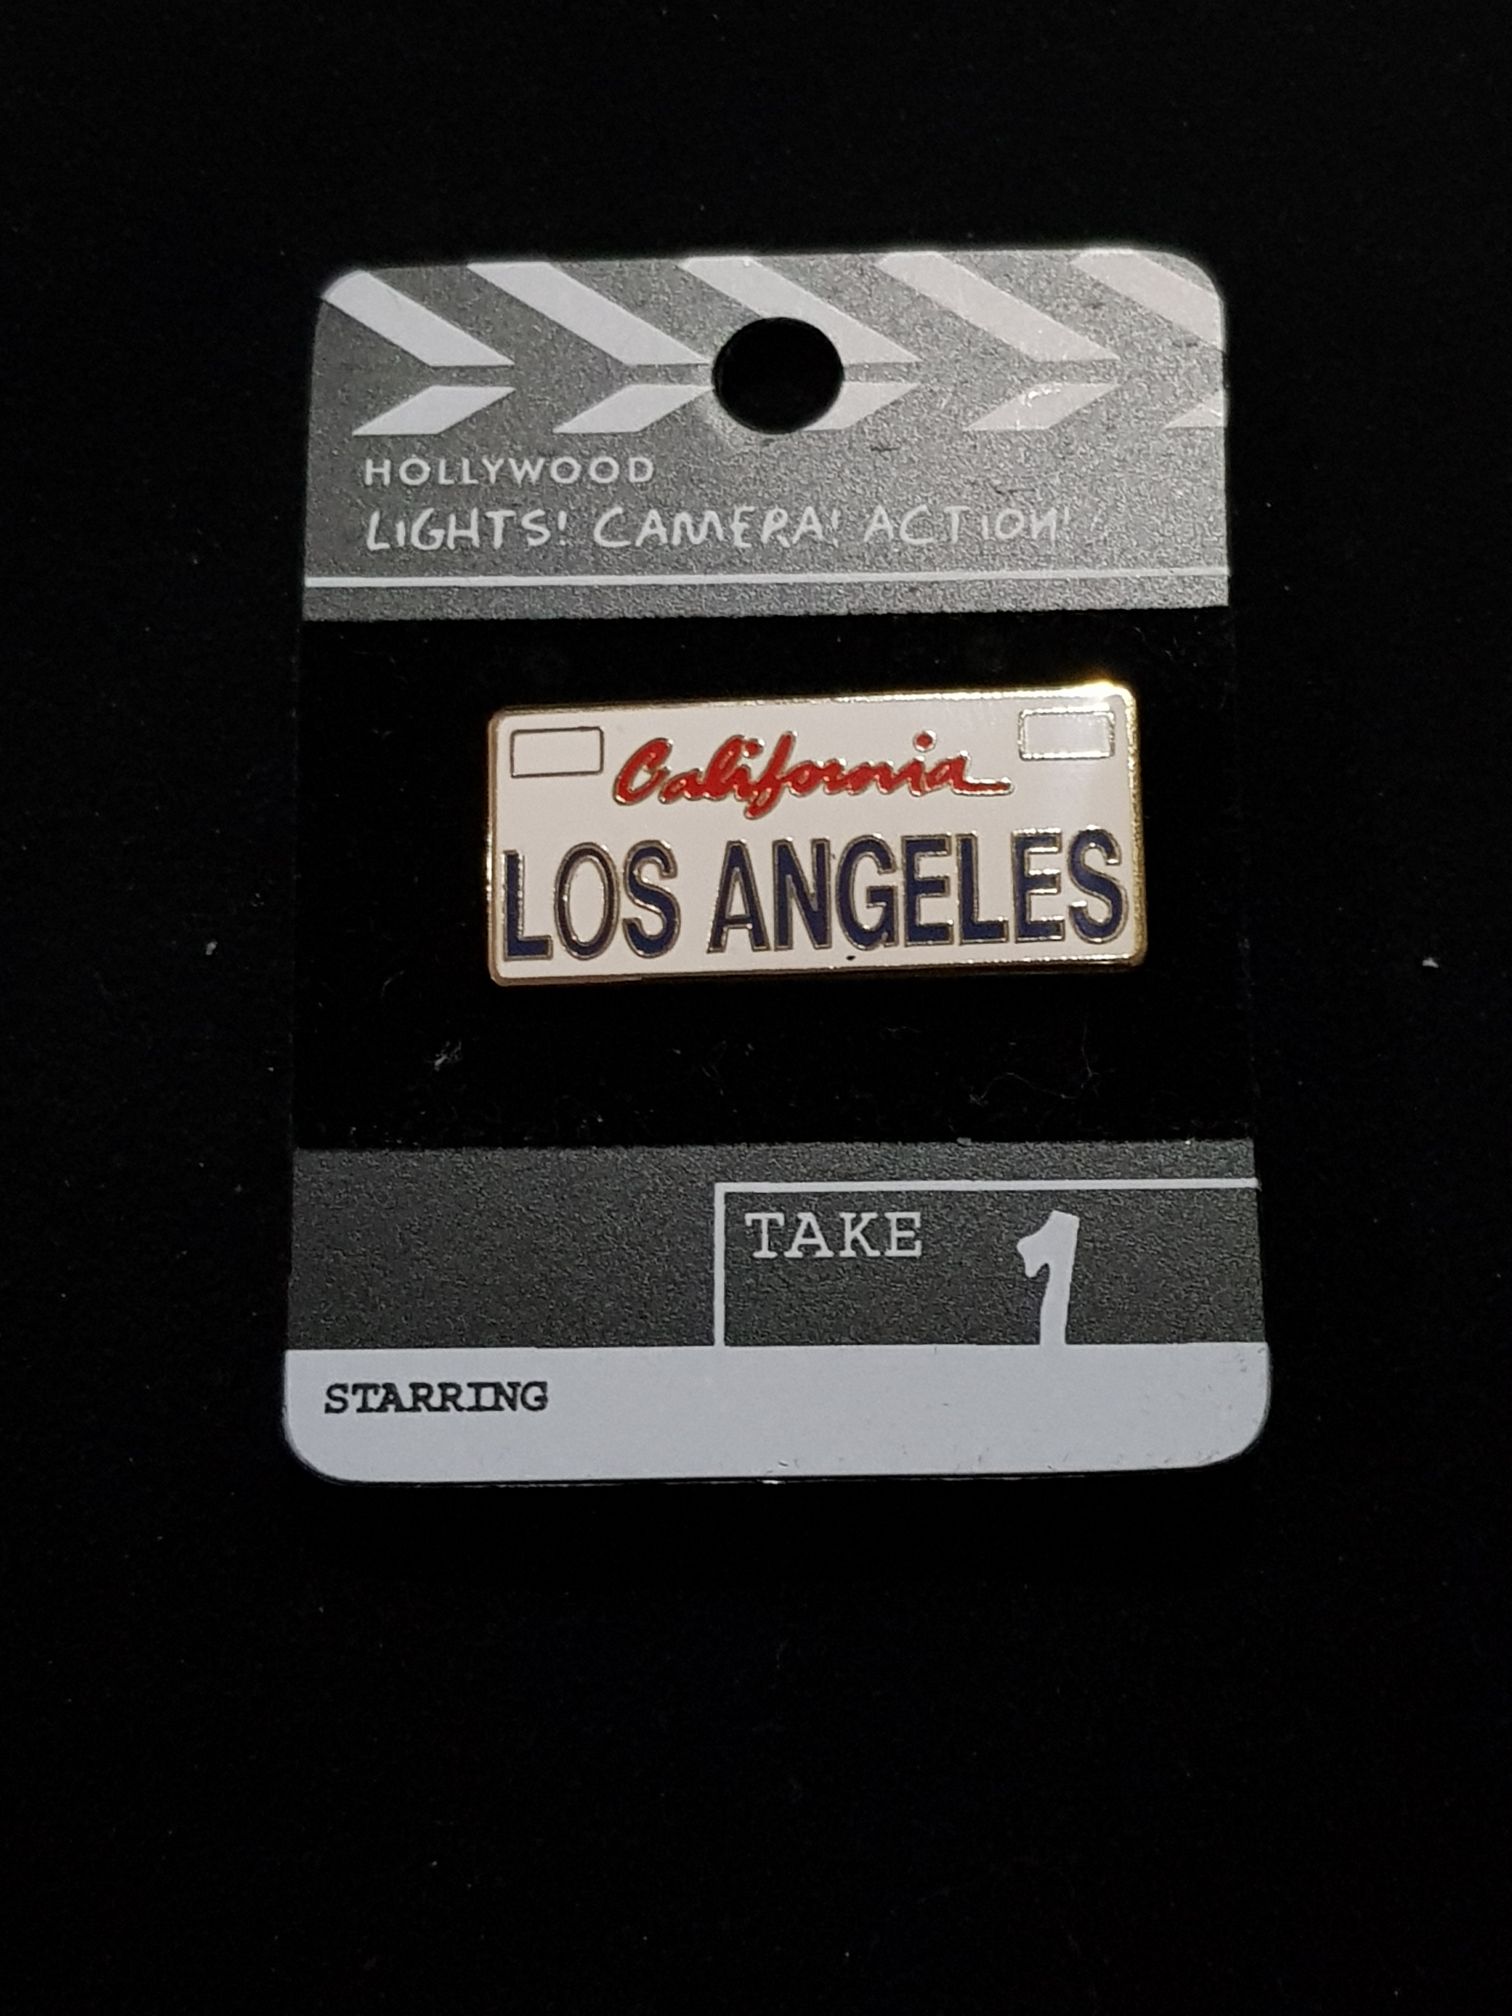 HOLLYWOOD
LIGHTS! CAMERA! ACTION!
California
LOS ANGELES
TAKE 1
STARRING